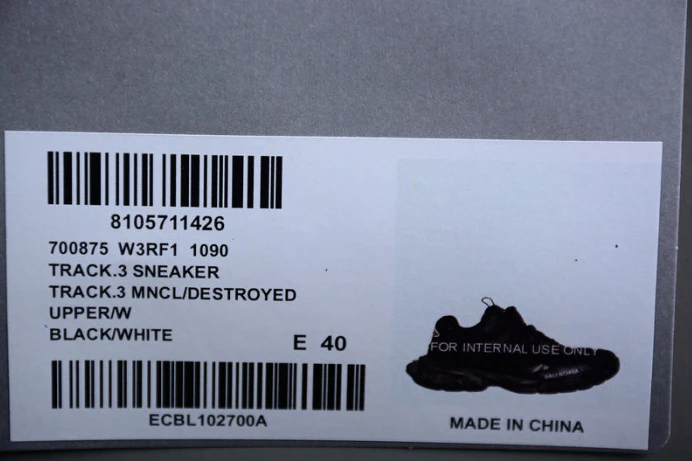 8105711426
700875 W3RF1 1090
TRACK.3 SNEAKER
TRACK.3 MNCL/DESTROYED
UPPER/W
BLACK/WHITE
E 40
ECBL102700A
FOR INTERNAL USE ONLY
BALENCIAGA
MADE IN CHINA